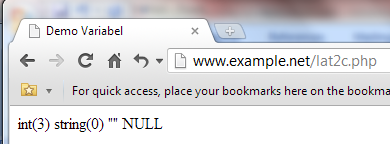 Demo Variabel
www.example.net/lat2c.php
For quick access, place your bookmarks here on the bookma
int(3) string(0) "" NULL